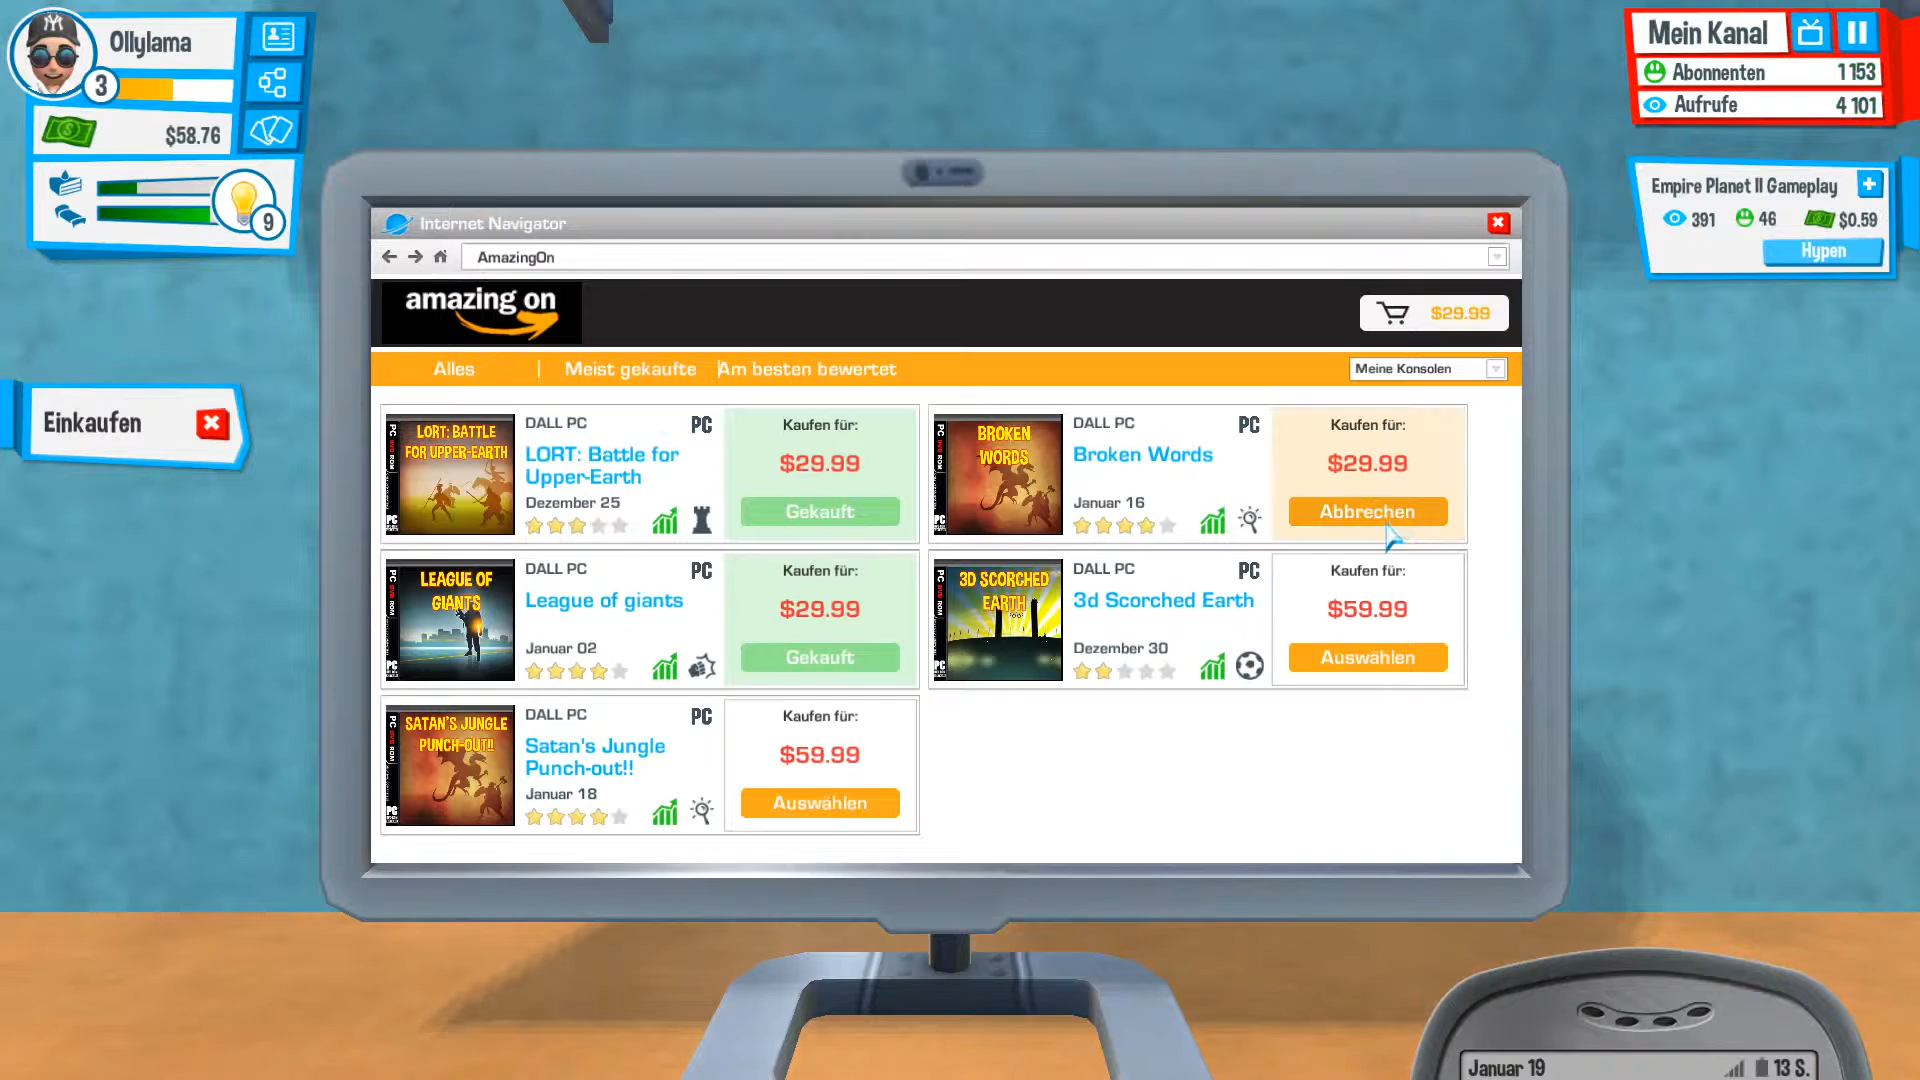 Ollylama
3
$58.76
9
Mein Kanal
Abonnenten 1 153
Aufrufe 4 101
Empire Planet II Gameplay
391 46 $0.59
Hypen
Einkaufen
Internet Navigator
AmazingOn
amazing on
$29.99
Alles | Meist gekaufte |Am besten bewertet
Meine Konsolen
LORT: BATTLE
FOR UPPER-EARTH
DALL PC
PC
LORT: Battle for
Upper-Earth
Dezember 25
Kaufen für:
$29.99
Gekauft
BROKEN
WORDS
DALL PC
PC
Broken Words
Januar 16
Kaufen für:
$29.99
Abbrechen
LEAGUE OF
GIANTS
DALL PC
PC
League of giants
Januar 02
Kaufen für:
$29.99
Gekauft
3D SCORCHED
EARTH
DALL PC
PC
3d Scorched Earth
Dezember 30
Kaufen für:
$59.99
Auswählen
SATAN'S JUNGLE
PUNCH-OUT!!
DALL PC
PC
Satan's Jungle
Punch-out!!
Januar 18
Kaufen für:
$59.99
Auswählen
Januar 19
13 S.